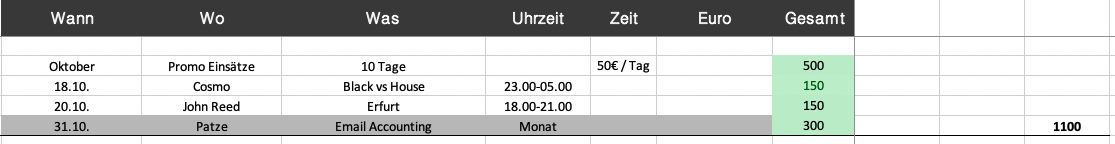 Wann Wo Was Uhrzeit Zeit Euro Gesamt
Oktober Promo Einsätze 10 Tage 50€ / Tag 500
18.10. Cosmo Black vs House 23.00-05.00 150
20.10. John Reed Erfurt 18.00-21.00 150
31.10. Patze Email Accounting Monat 300 1100